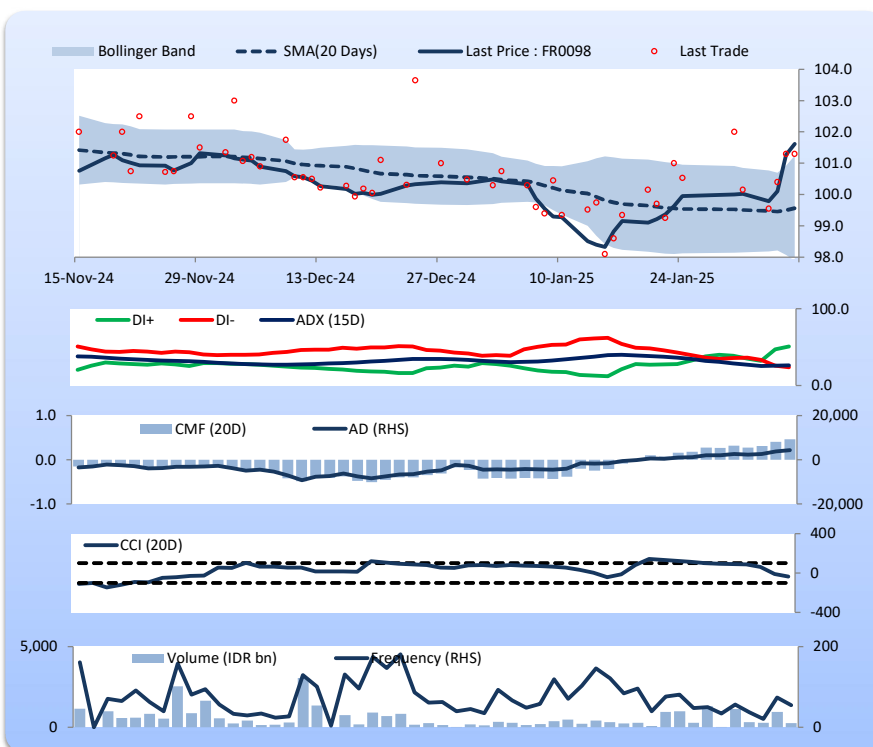 Bollinger Band SMA(20 Days) Last Price : FR0098 Last Trade
104.0
103.0
102.0
101.0
100.0
99.0
98.0
15-Nov-24 29-Nov-24 13-Dec-24 27-Dec-24 10-Jan-25 24-Jan-25
DI+ DI- ADX (15D)
100.0
0.0
CMF (20D) AD (RHS)
1.0 20,000
0.0 0
-1.0 -20,000
CCI (20D)
400
0
-400
Volume (IDR bn) Frequency (RHS)
5,000 200
0 0